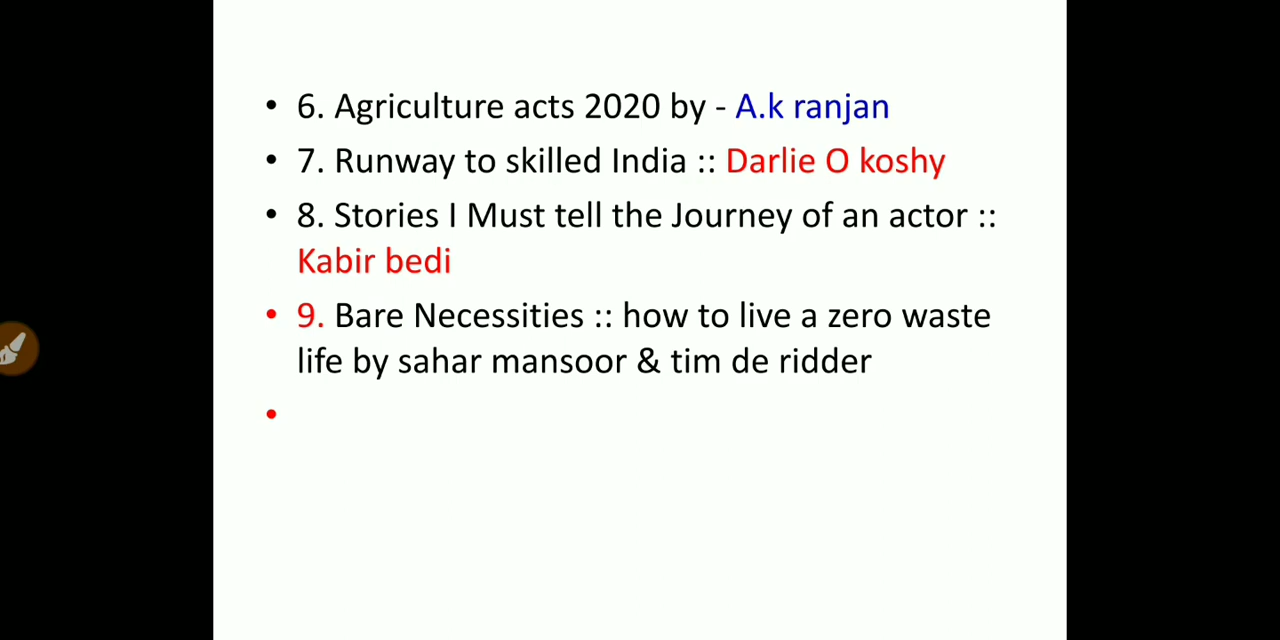 • 6. Agriculture acts 2020 by - A.k ranjan
• 7. Runway to skilled India :: Darlie O koshy
• 8. Stories I Must tell the Journey of an actor ::
Kabir bedi
• 9. Bare Necessities :: how to live a zero waste
life by sahar mansoor & tim de ridder
•